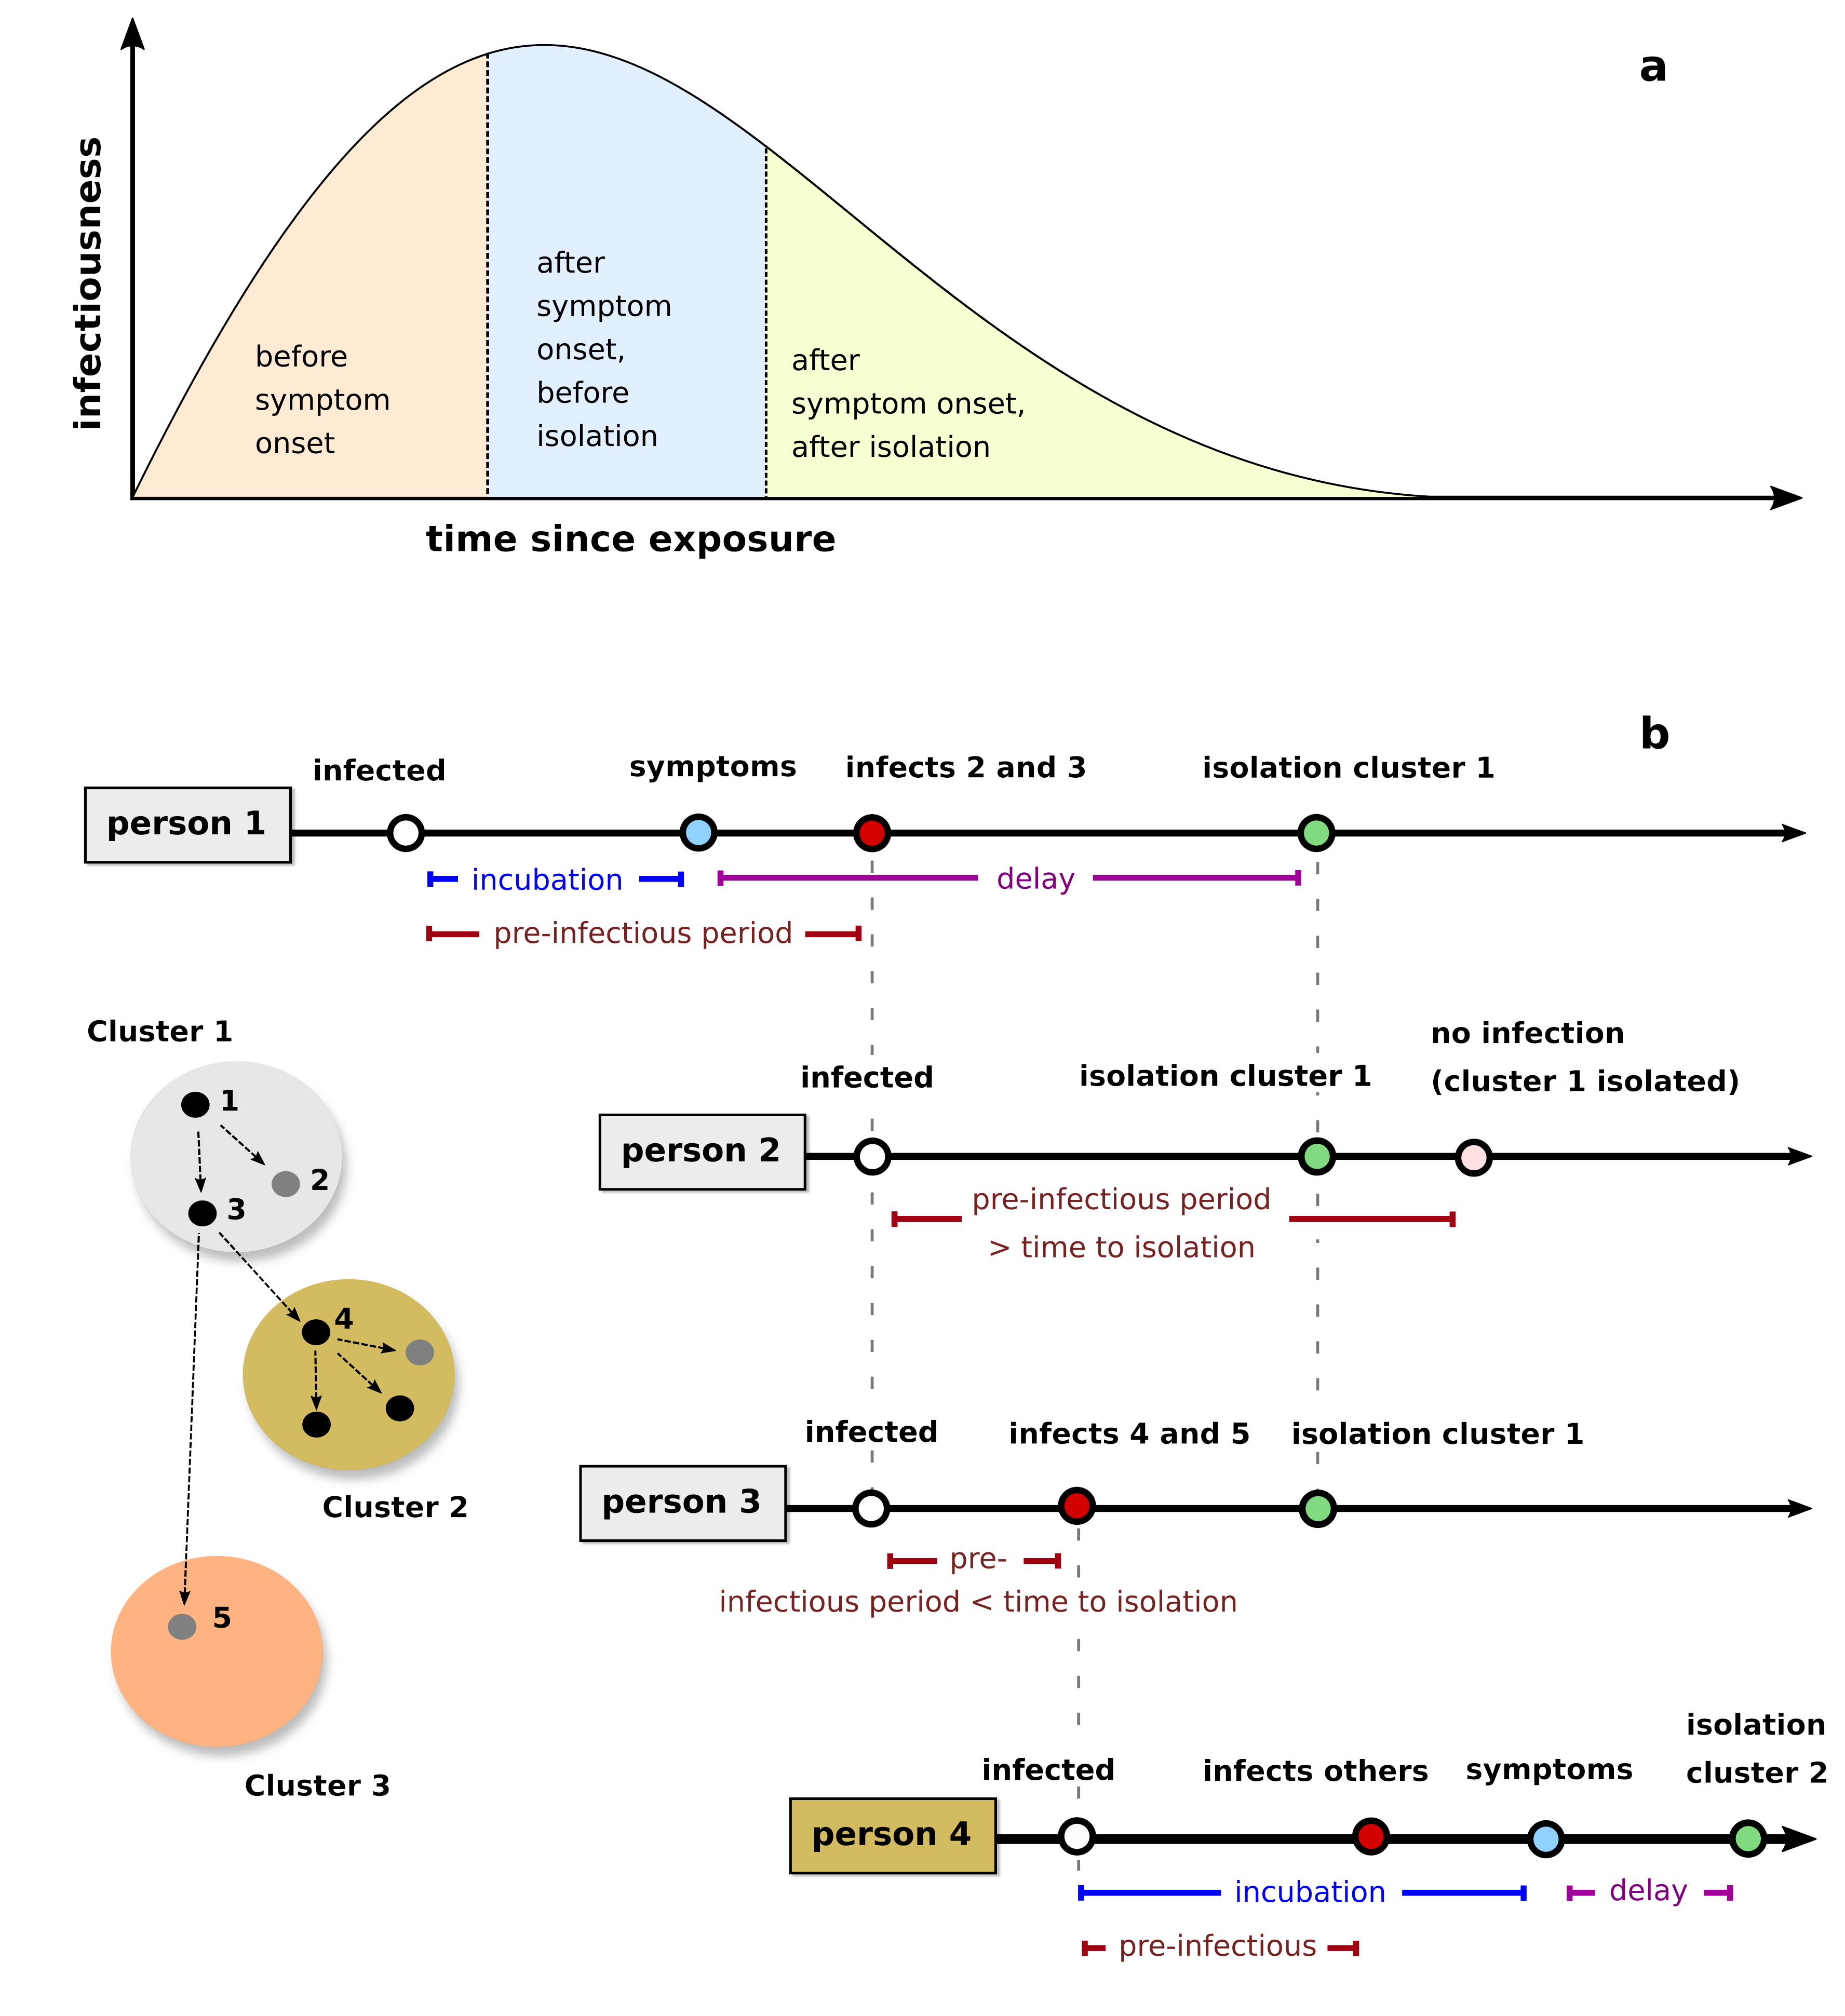 a
infectiousness
before
symptom
onset
after
symptom
onset,
before
isolation
after
symptom onset,
after isolation
time since exposure
b
infected
symptoms
infects 2 and 3
isolation cluster 1
person 1
incubation
delay
pre-infectious period
Cluster 1
1
2
3
4
Cluster 2
5
Cluster 3
infected
isolation cluster 1
no infection
(cluster 1 isolated)
person 2
pre-infectious period
> time to isolation
infected
infects 4 and 5
isolation cluster 1
person 3
pre-
infectious period < time to isolation
infected
infects others
symptoms
isolation
cluster 2
person 4
incubation
delay
pre-infectious